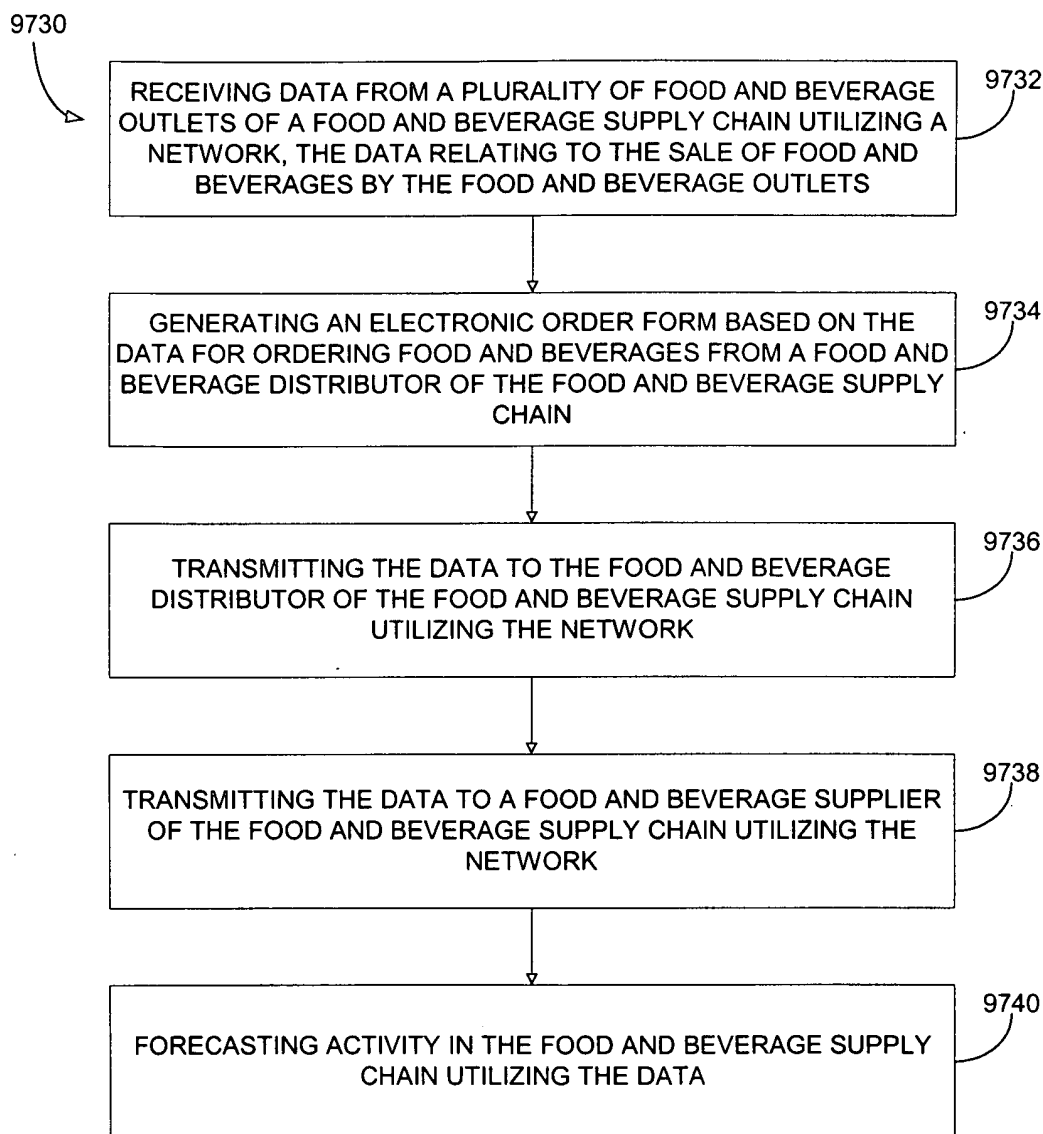 9730
RECEIVING DATA FROM A PLURALITY OF FOOD AND BEVERAGE
OUTLETS OF A FOOD AND BEVERAGE SUPPLY CHAIN UTILIZING A
NETWORK, THE DATA RELATING TO THE SALE OF FOOD AND
BEVERAGES BY THE FOOD AND BEVERAGE OUTLETS
9732
GENERATING AN ELECTRONIC ORDER FORM BASED ON THE
DATA FOR ORDERING FOOD AND BEVERAGES FROM A FOOD AND
BEVERAGE DISTRIBUTOR OF THE FOOD AND BEVERAGE SUPPLY
CHAIN
9734
TRANSMITTING THE DATA TO THE FOOD AND BEVERAGE
DISTRIBUTOR OF THE FOOD AND BEVERAGE SUPPLY CHAIN
UTILIZING THE NETWORK
9736
TRANSMITTING THE DATA TO A FOOD AND BEVERAGE SUPPLIER
OF THE FOOD AND BEVERAGE SUPPLY CHAIN UTILIZING THE
NETWORK
9738
FORECASTING ACTIVITY IN THE FOOD AND BEVERAGE SUPPLY
CHAIN UTILIZING THE DATA
9740